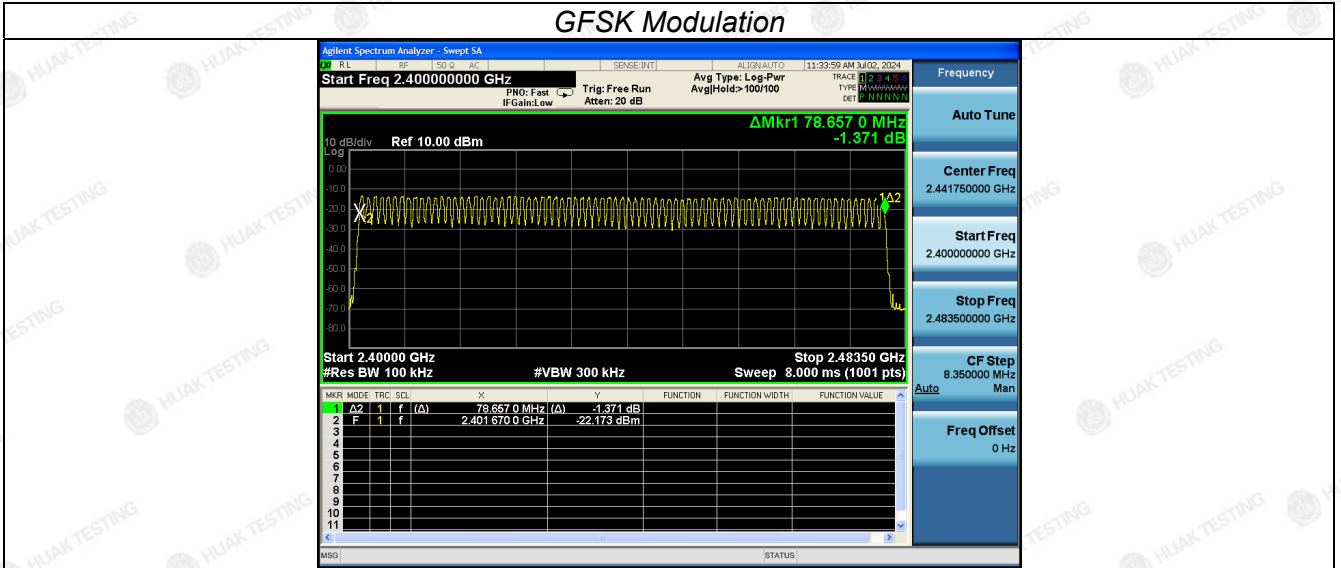 GFSK Modulation
Agilent Spectrum Analyzer - Swept SA
LXI RL RF 50 Ω AC SENSE:INT ALIGN AUTO 11:33:59 AM Jul 02, 2024
Start Freq 2.400000000 GHz
PNO: Fast
IFGain:Low
Trig: Free Run
Atten: 20 dB
Avg Type: Log-Pwr
Avg|Hold:>100/100
TRACE 1 2 3 4 5 6
TYPE M
DET P N N N N N
ΔMkr1 78.657 0 MHz
-1.371 dB
10 dB/div Ref 10.00 dBm
Log
0.00
-10.0
-20.0
-30.0
-40.0
-50.0
-60.0
-70.0
-80.0
2
1Δ2
Start 2.40000 GHz Stop 2.48350 GHz
#Res BW 100 kHz #VBW 300 kHz Sweep 8.000 ms (1001 pts)
MKR MODE TRC SCL X Y FUNCTION FUNCTION WIDTH FUNCTION VALUE
1 Δ2 1 f (Δ) 78.657 0 MHz (Δ) -1.371 dB
2 F 1 f 2.401 670 0 GHz -22.173 dBm
3
4
5
6
7
8
9
10
11
MSG STATUS
Frequency
Auto Tune
Center Freq
2.441750000 GHz
Start Freq
2.400000000 GHz
Stop Freq
2.483500000 GHz
CF Step
8.350000 MHz
Auto Man
Freq Offset
0 Hz
HUAK TESTING